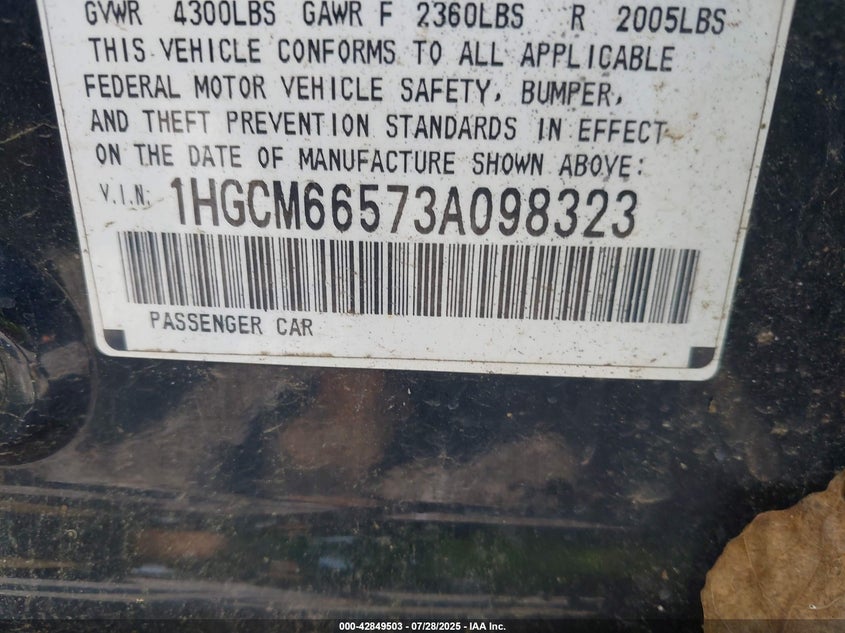 GVWR 4300LBS GAWR F 2360LBS R 2005LBS
THIS VEHICLE CONFORMS TO ALL APPLICABLE
FEDERAL MOTOR VEHICLE SAFETY, BUMPER,
AND THEFT PREVENTION STANDARDS IN EFFECT
ON THE DATE OF MANUFACTURE SHOWN ABOVE:
V.I.N: 1HGCM66573A098323
PASSENGER CAR
000-42849503 — 07/28/2025 — IAA Inc.